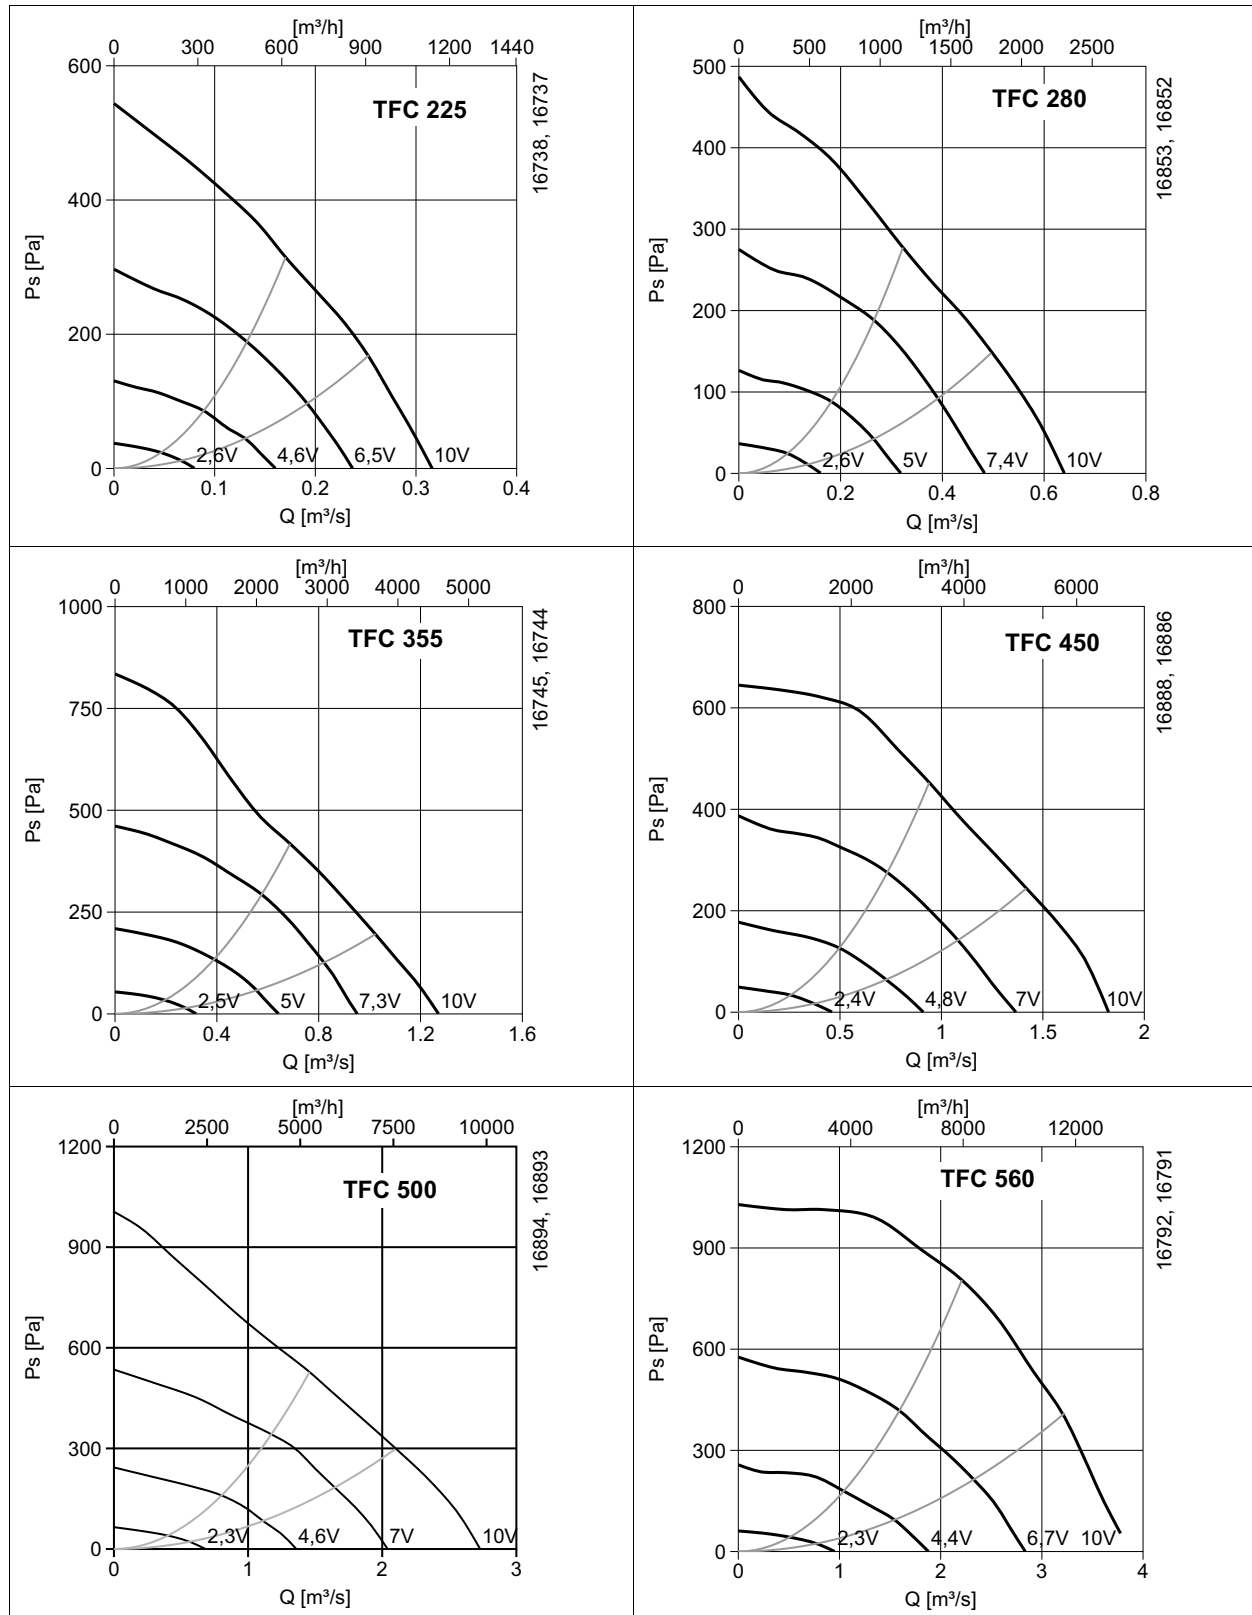 [m³/h]
0 300 600 900 1200 1440
600
TFC 225
16738, 16737
400
Ps [Pa]
200
2,6V 4,6V 6,5V 10V
0
0 0.1 0.2 0.3 0.4
Q [m³/s]
[m³/h]
0 500 1000 1500 2000 2500
500
TFC 280
16853, 16852
400
300
Ps [Pa]
200
100
2,6V 5V 7,4V 10V
0
0 0.2 0.4 0.6 0.8
Q [m³/s]
[m³/h]
0 1000 2000 3000 4000 5000
1000
TFC 355
16745, 16744
750
Ps [Pa]
500
250
2,5V 5V 7,3V 10V
0
0 0.4 0.8 1.2 1.6
Q [m³/s]
[m³/h]
0 2000 4000 6000
800
TFC 450
16888, 16886
600
Ps [Pa]
400
200
2,4V 4,8V 7V 10V
0
0 0.5 1 1.5 2
Q [m³/s]
[m³/h]
0 2500 5000 7500 10000
1200
TFC 500
16894, 16893
900
Ps [Pa]
600
300
2,3V 4,6V 7V 10V
0
0 1 2 3
Q [m³/s]
[m³/h]
0 4000 8000 12000
1200
TFC 560
16792, 16791
900
Ps [Pa]
600
300
2,3V 4,4V 6,7V 10V
0
0 1 2 3 4
Q [m³/s]